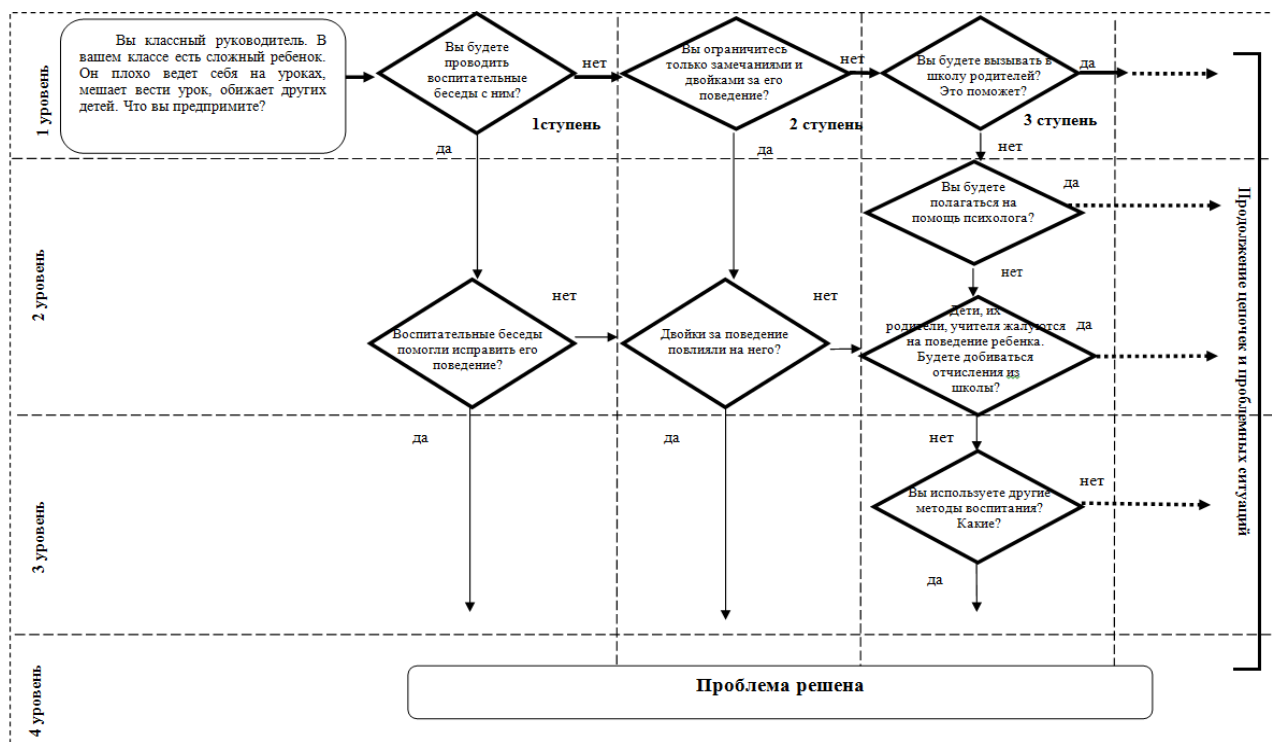 Вы классный руководитель. В
вашем классе есть сложный ребенок.
Он плохо ведет себя на уроках,
мешает вести урок, обижает других
детей. Что вы предпримите?
Вы будете
проводить
воспитательные
беседы с ним?
нет
Вы ограничитесь
только замечаниями и
двойками за его
поведение?
нет
Вы будете вызывать в
школу родителей?
Это поможет?
да
1 уровень
1ступень
2 ступень
3 ступень
да
да
нет
Вы будете
полагаться на
помощь психолога?
да
нет
2 уровень
Воспитательные беседы
помогли исправить его
поведение?
нет
Двойки за поведение
повлияли на него?
нет
Дети, их
родители, учителя жалуются
на поведение ребенка.
Будете добиваться
отчисления из
школы?
да
да
да
нет
3 уровень
Вы используете другие
методы воспитания?
Какие?
нет
да
Продолжение цепочек и проблемных ситуаций
4 уровень
Проблема решена